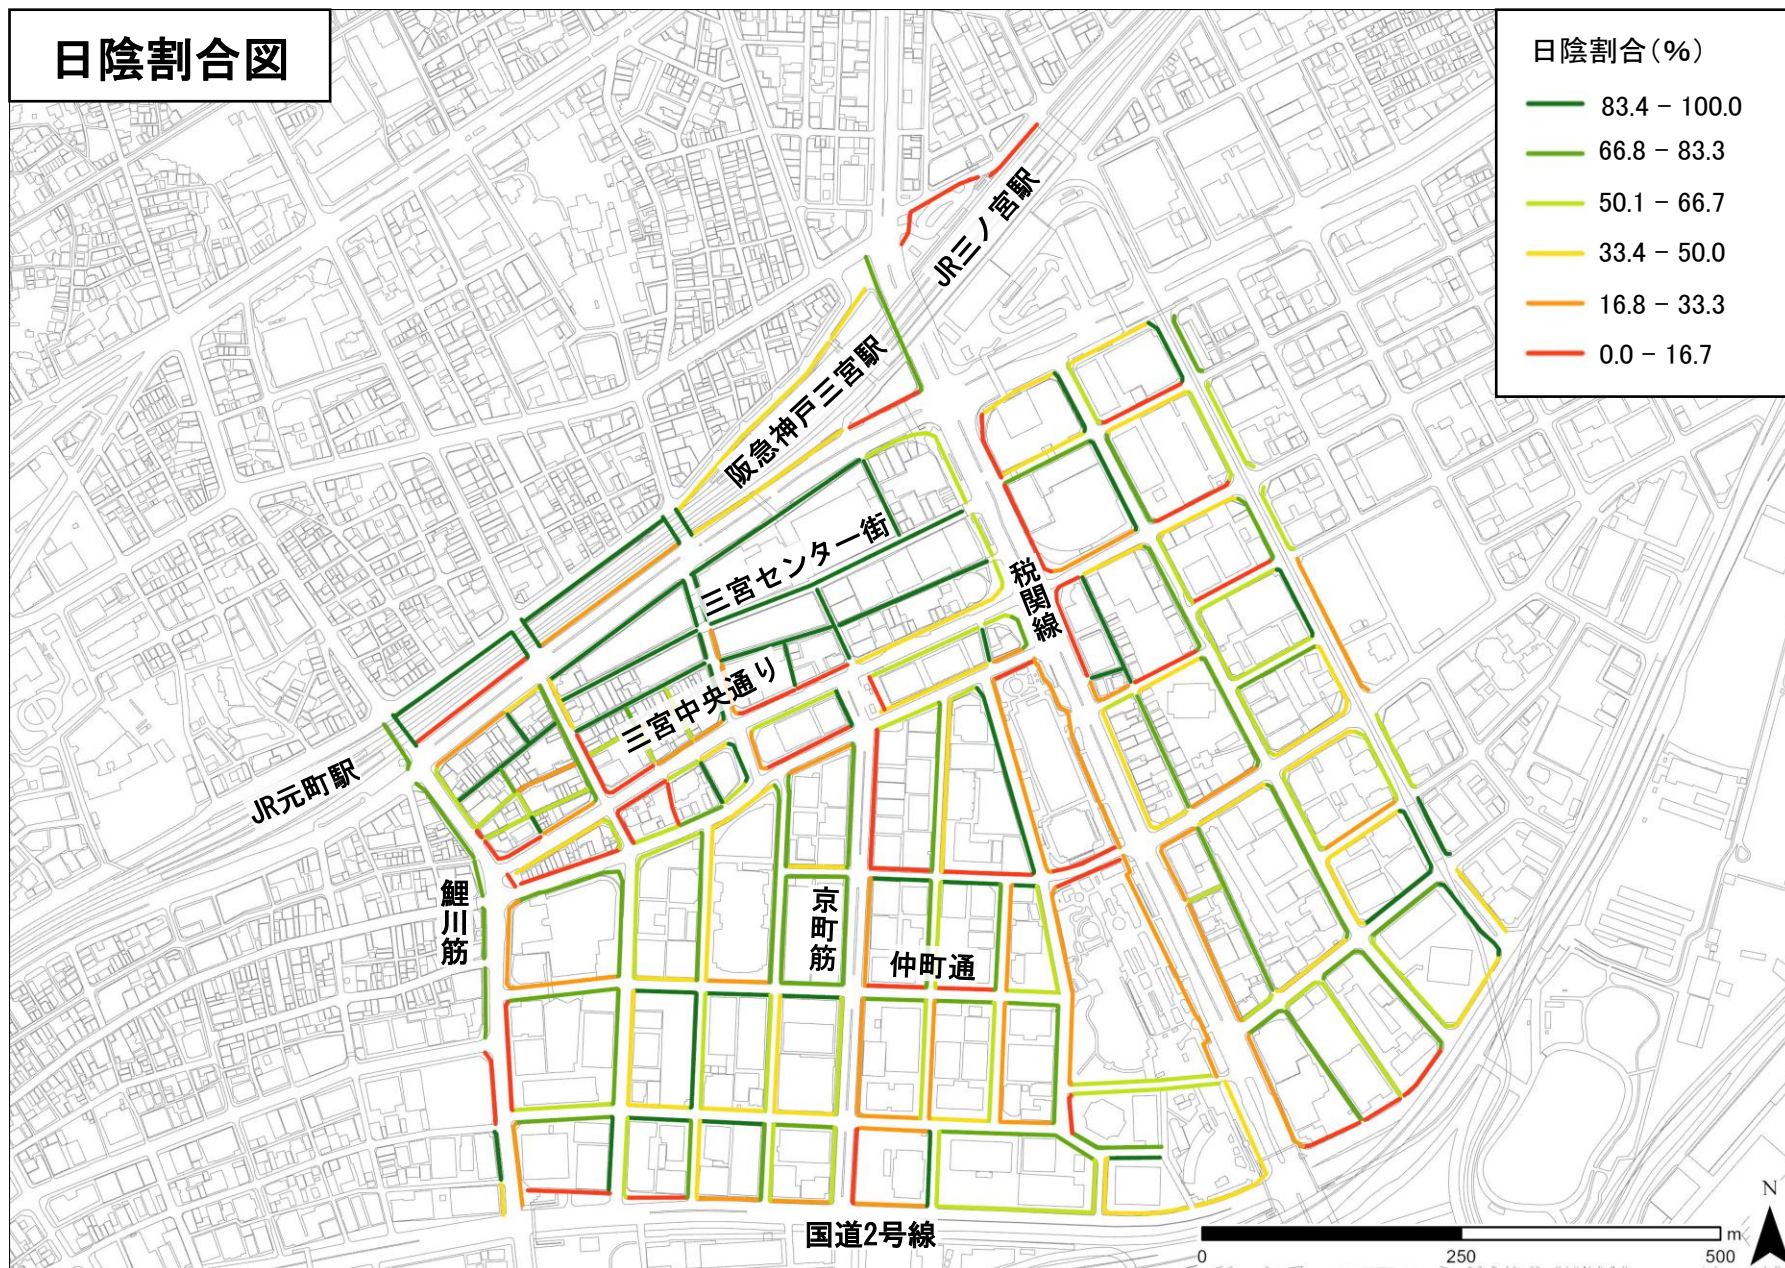 日陰割合図
日陰割合(%)
83.4 - 100.0
66.8 - 83.3
50.1 - 66.7
33.4 - 50.0
16.8 - 33.3
0.0 - 16.7
JR三ノ宮駅
阪急神戸三宮駅
三宮センター街
税関線
三宮中央通り
JR元町駅
鯉川筋
京町筋
仲町通
国道2号線
N
m
0 250 500